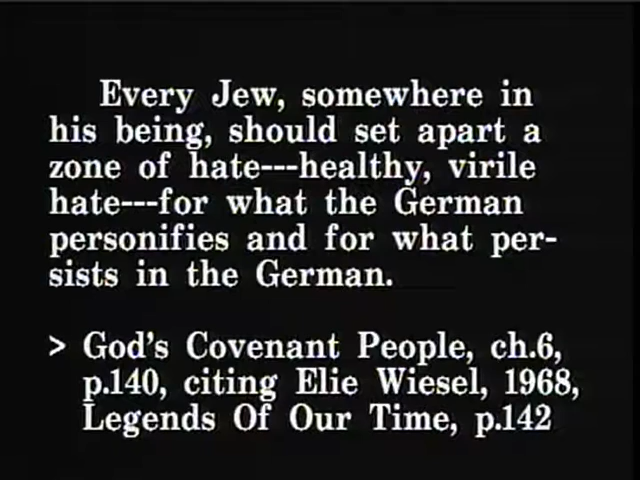 Every Jew, somewhere in
his being, should set apart a
zone of hate---healthy, virile
hate---for what the German
personifies and for what per-
sists in the German.
> God's Covenant People, ch.6,
p.140, citing Elie Wiesel, 1968,
Legends Of Our Time, p.142